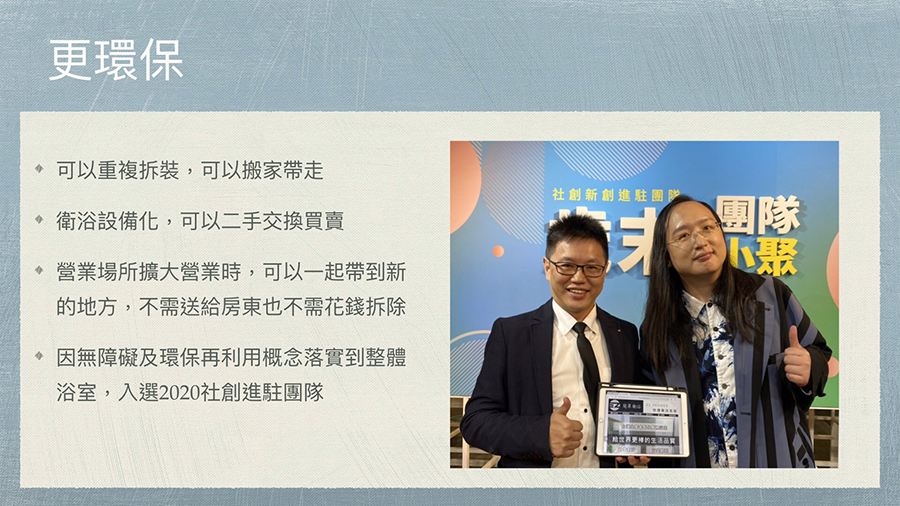 更環保
可以重複拆裝，可以搬家帶走
衛浴設備化，可以二手交換買賣
營業場所擴大營業時，可以一起帶到新
的地方，不需送給房東也不需花錢拆除
因無障礙及環保再利用概念落實到整體
浴室，入選2020社創進駐團隊
社創新創進駐團隊
團隊
小聚
給世界更棒的生活品質